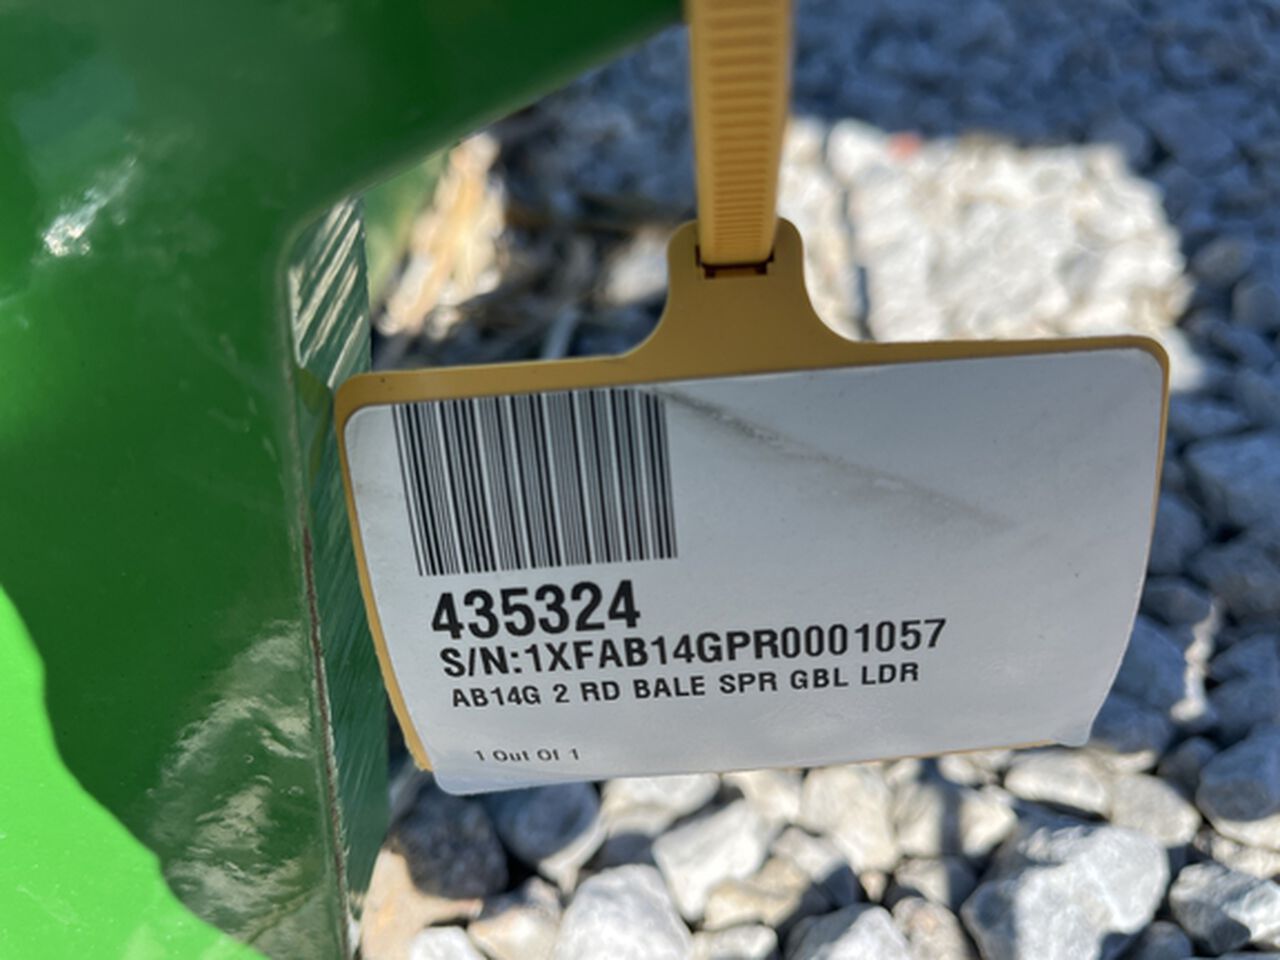 435324
S/N:1XFAB14GPR0001057
AB14G 2 RD BALE SPR GBL LDR
1 Out Of 1